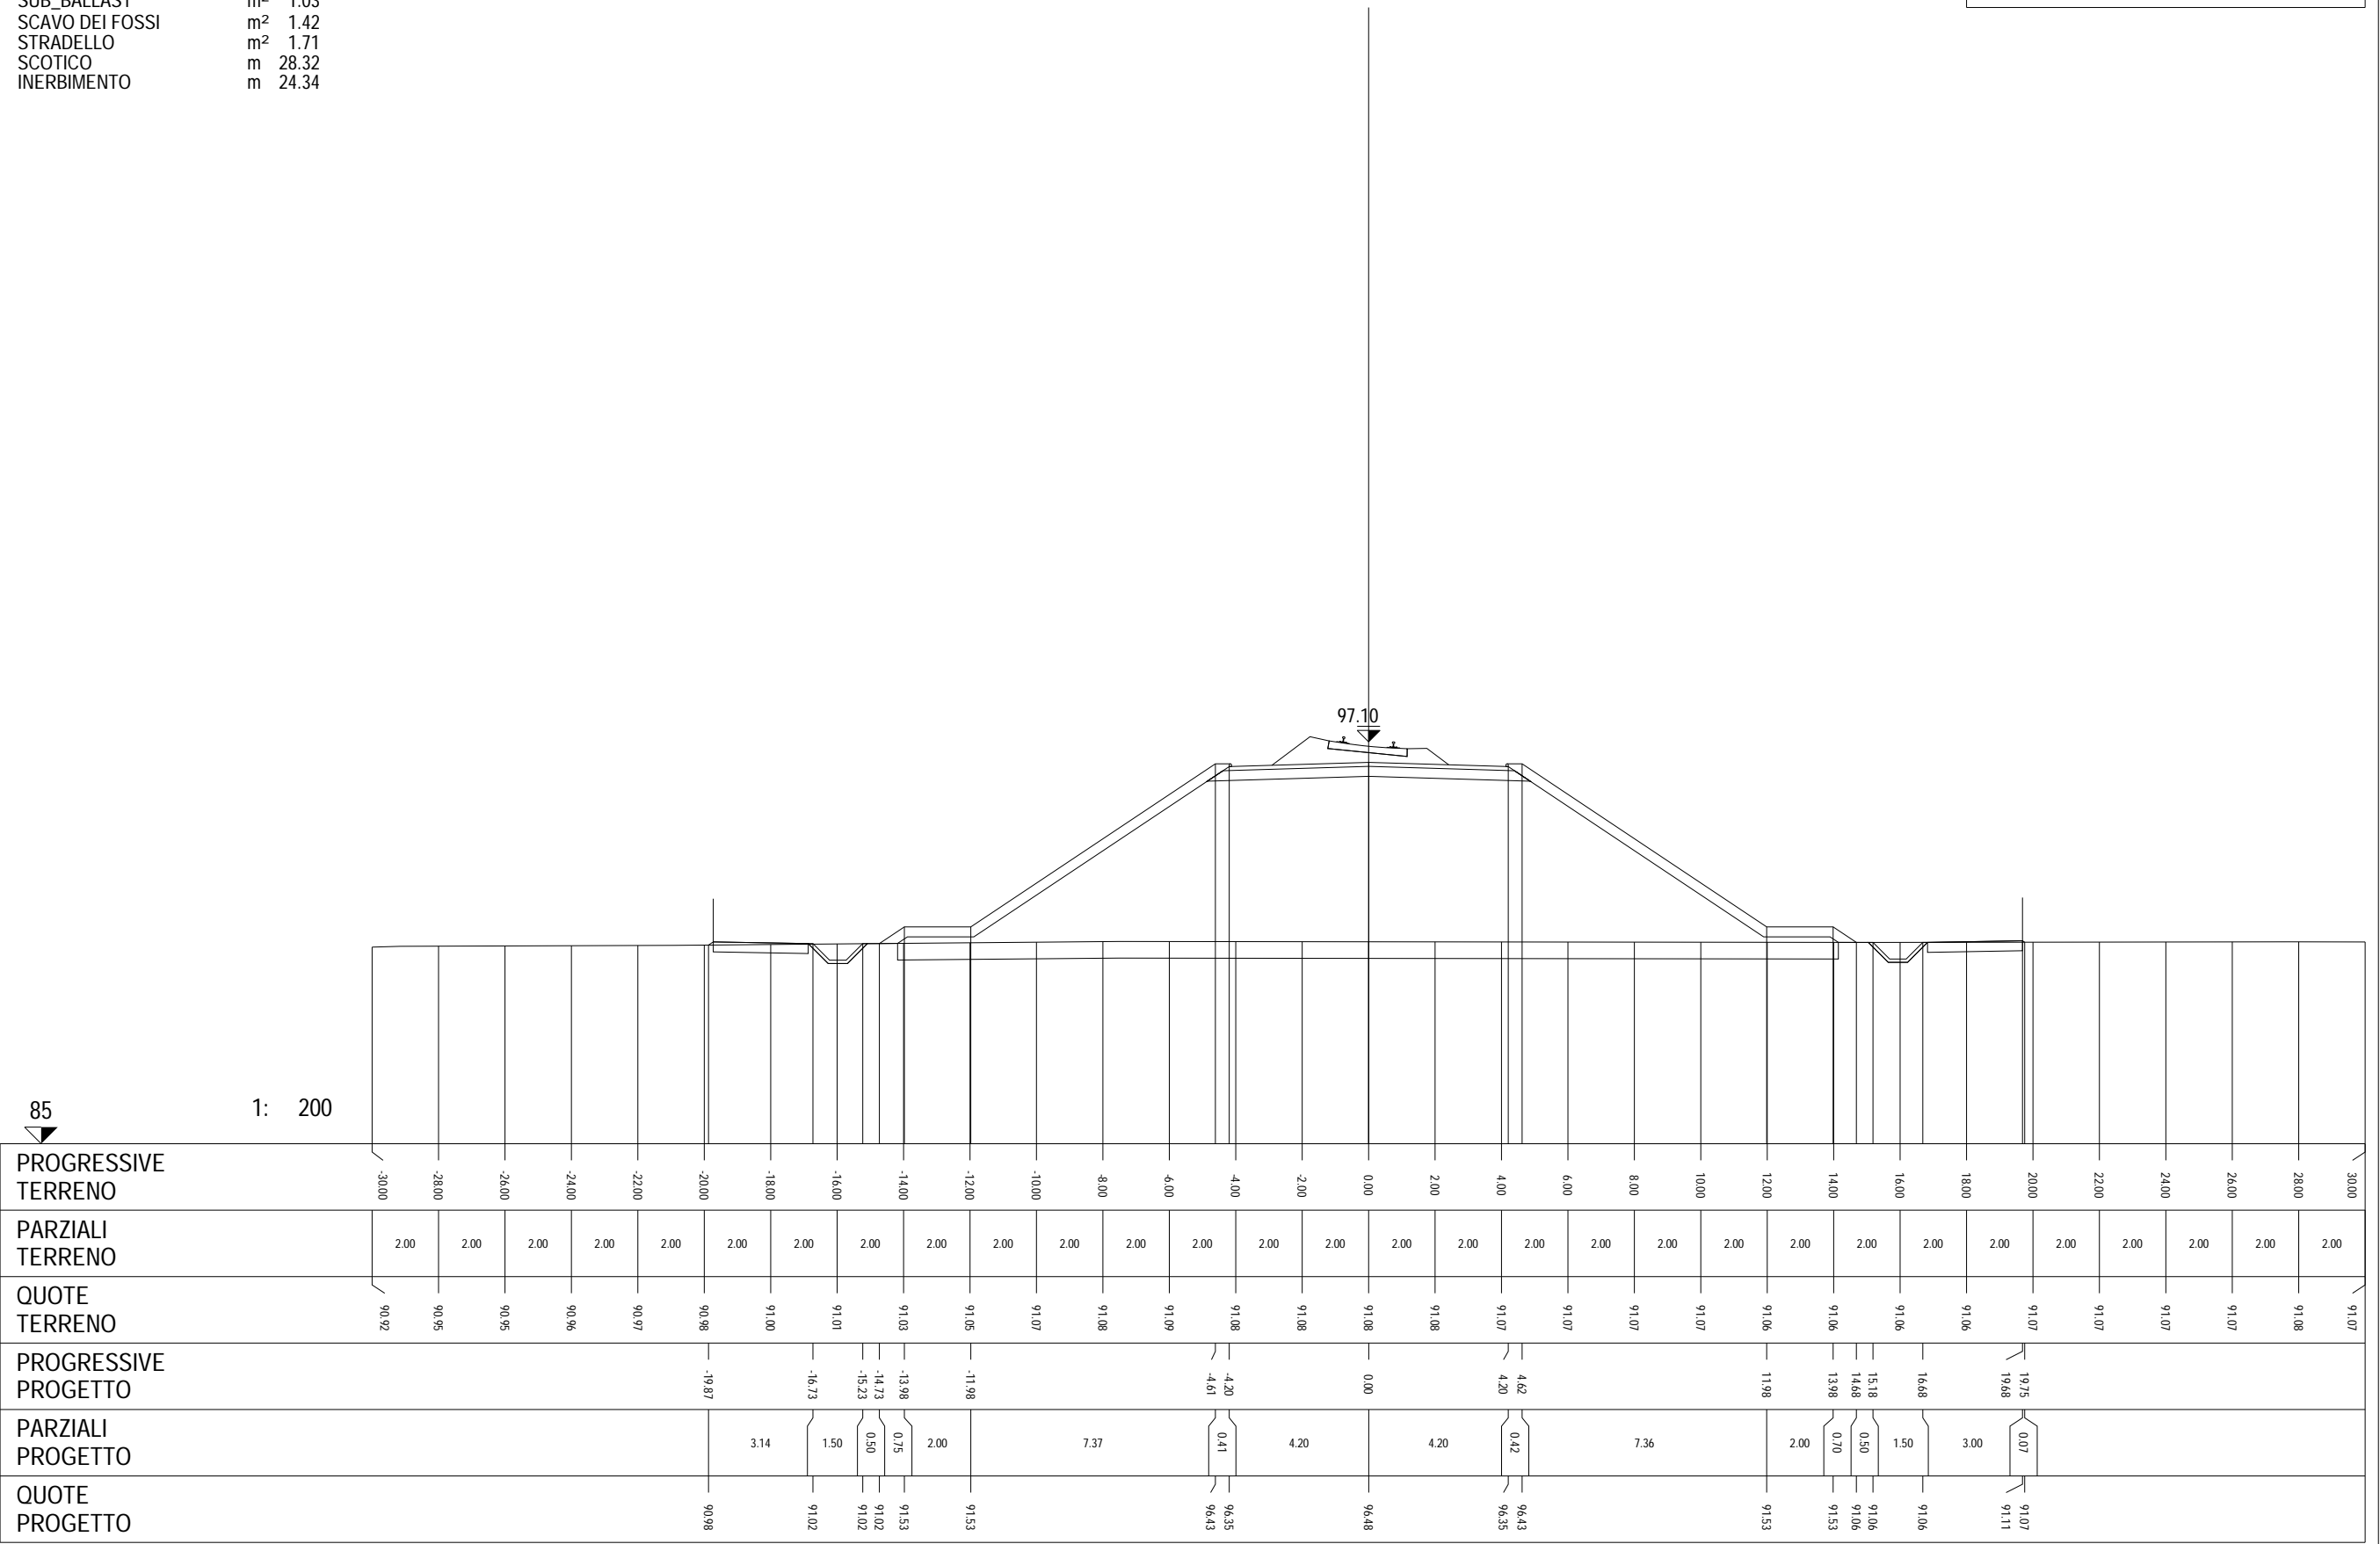 SUB_BALLAST m² 1.03
SCAVO DEI FOSSI m² 1.42
STRADELLO m² 1.71
SCOTICO m 28.32
INERBIMENTO m 24.34
97.10
85
1: 200
PROGRESSIVE TERRENO
-30.00 -28.00 -26.00 -24.00 -22.00 -20.00 -18.00 -16.00 -14.00 -12.00 -10.00 -8.00 -6.00 -4.00 -2.00 0.00 2.00 4.00 6.00 8.00 10.00 12.00 14.00 16.00 18.00 20.00 22.00 24.00 26.00 28.00 30.00
PARZIALI TERRENO
2.00 2.00 2.00 2.00 2.00 2.00 2.00 2.00 2.00 2.00 2.00 2.00 2.00 2.00 2.00 2.00 2.00 2.00 2.00 2.00 2.00 2.00 2.00 2.00 2.00 2.00 2.00 2.00 2.00 2.00
QUOTE TERRENO
90.92 90.95 90.95 90.96 90.97 90.98 91.00 91.01 91.03 91.05 91.07 91.08 91.09 91.08 91.08 91.08 91.08 91.07 91.07 91.07 91.07 91.06 91.06 91.06 91.06 91.07 91.07 91.07 91.07 91.08 91.07
PROGRESSIVE PROGETTO
-19.87 -16.73 -15.23 -14.73 -13.98 -11.98 -4.61 -4.20 0.00 4.20 4.62 11.98 13.98 14.68 15.18 16.68 19.68 19.75
PARZIALI PROGETTO
3.14 1.50 0.50 0.75 2.00 7.37 0.41 4.20 4.20 0.42 7.36 2.00 0.70 0.50 1.50 3.00 0.07
QUOTE PROGETTO
90.98 91.02 91.02 91.02 91.53 91.53 96.43 96.35 96.48 96.35 96.43 91.53 91.53 91.06 91.06 91.06 91.11 91.07